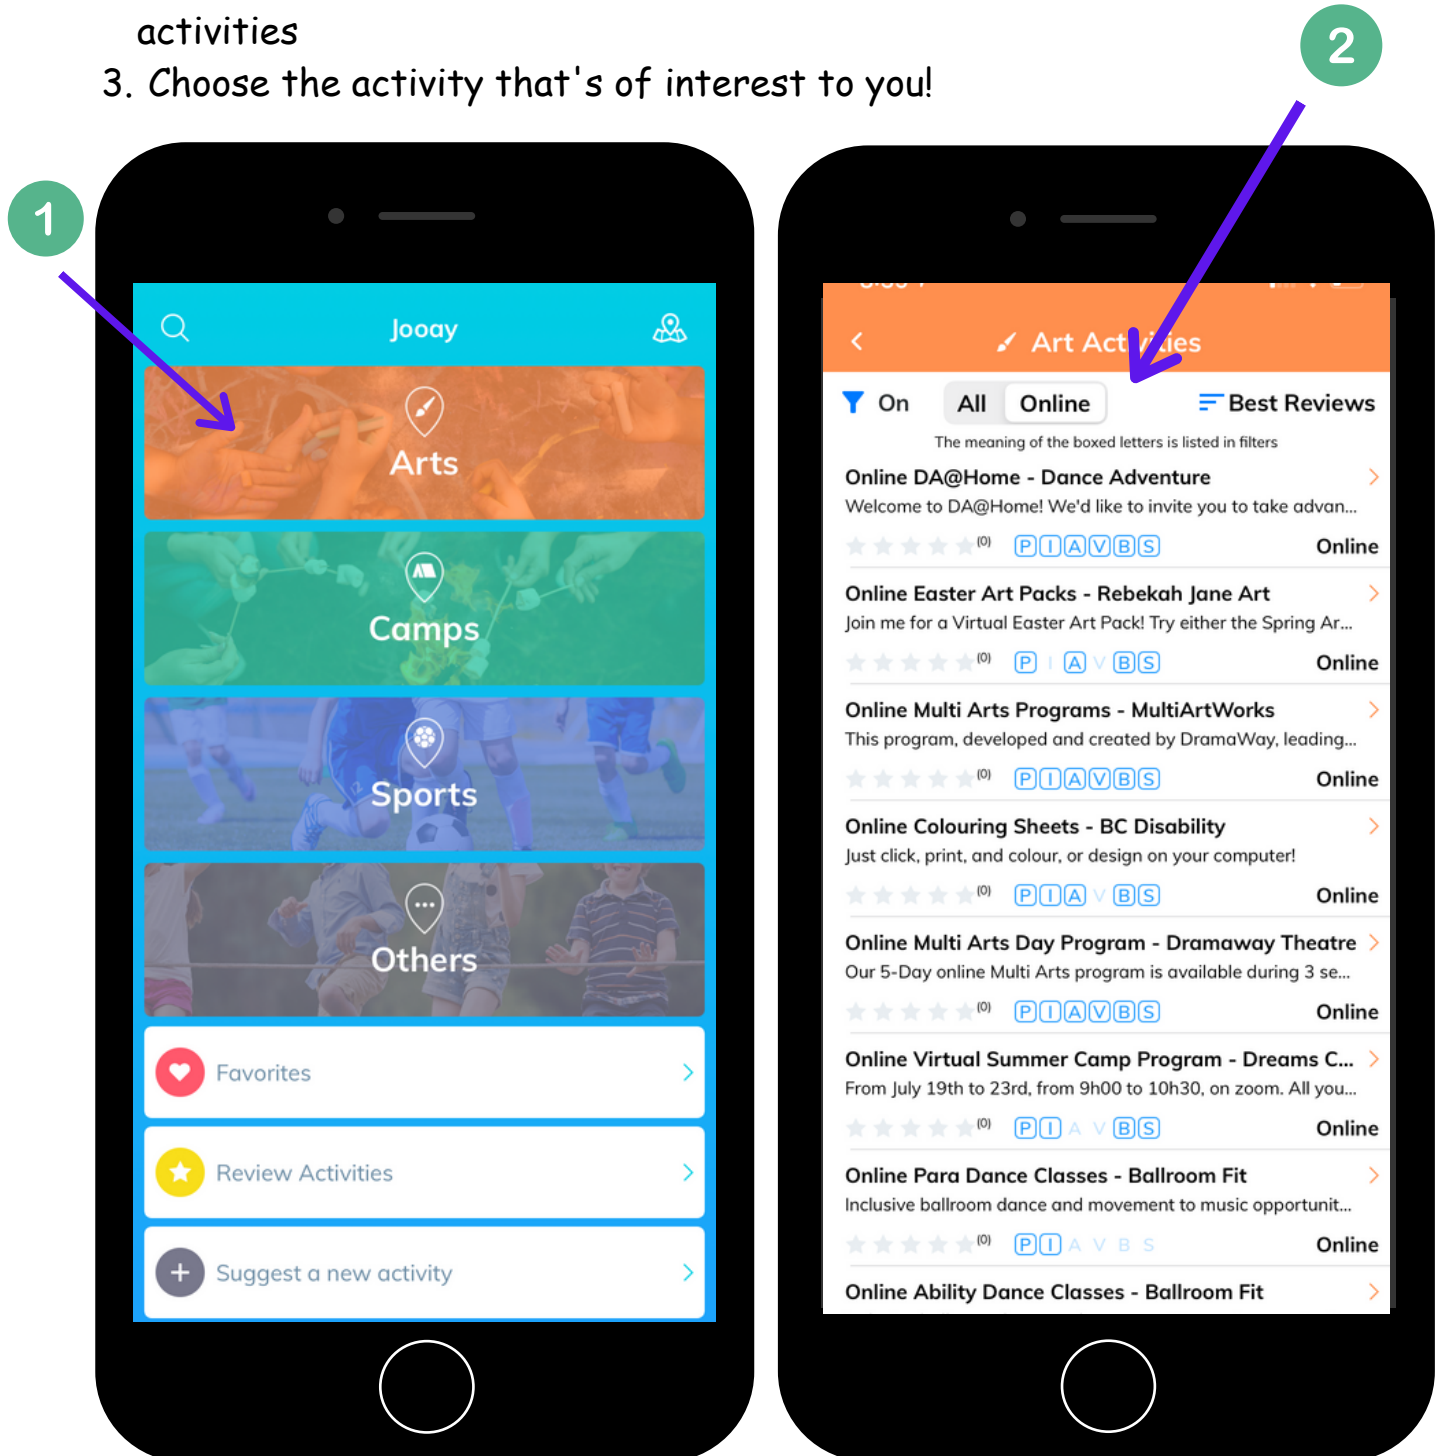 activities
3. Choose the activity that's of interest to you!
2
1
Jooay
Arts
Camps
Sports
Others
Favorites
Review Activities
Suggest a new activity
Art Activities
On All Online Best Reviews
The meaning of the boxed letters is listed in filters
Online DA@Home - Dance Adventure
Welcome to DA@Home! We'd like to invite you to take advan...
(0) P I A V B S Online
Online Easter Art Packs - Rebekah Jane Art
Join me for a Virtual Easter Art Pack! Try either the Spring Ar...
(0) P I A V B S Online
Online Multi Arts Programs - MultiArtWorks
This program, developed and created by DramaWay, leading...
(0) P I A V B S Online
Online Colouring Sheets - BC Disability
Just click, print, and colour, or design on your computer!
(0) P I A V B S Online
Online Multi Arts Day Program - Dramaway Theatre
Our 5-Day online Multi Arts program is available during 3 se...
(0) P I A V B S Online
Online Virtual Summer Camp Program - Dreams C...
From July 19th to 23rd, from 9h00 to 10h30, on zoom. All you...
(0) P I A V B S Online
Online Para Dance Classes - Ballroom Fit
Inclusive ballroom dance and movement to music opportunit...
(0) P I A V B S Online
Online Ability Dance Classes - Ballroom Fit